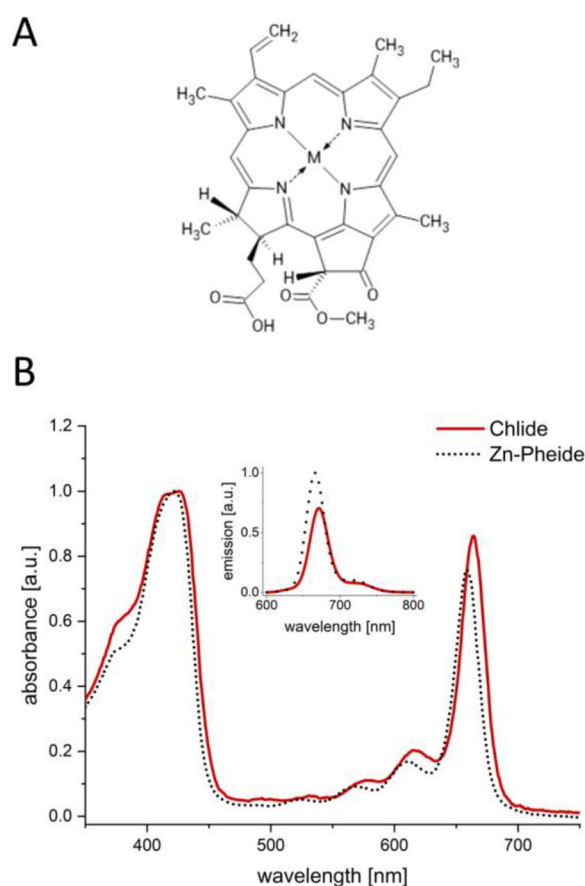 A
CH₂
CH₃
CH₃
H₃C
N
N
M
H
N
N
H₃C
CH₃
H
H
O
O
O
OH
O
CH₃
B
1.2
1.0
0.8
0.6
0.4
0.2
0.0
absorbance [a.u.]
400
500
600
700
wavelength [nm]
Chlide
Zn-Pheide
1.0
0.5
0.0
emission [a.u.]
600
700
800
wavelength [nm]